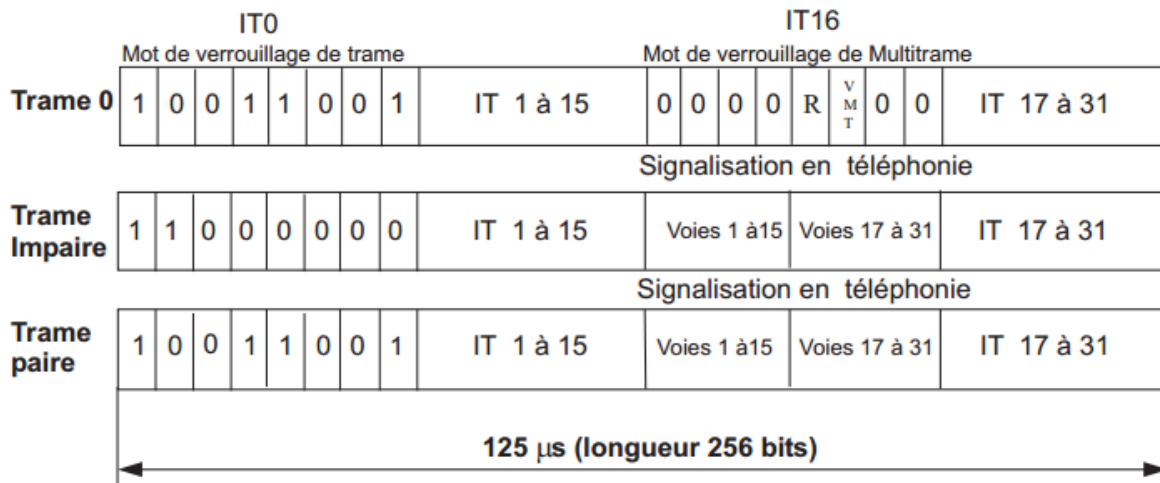 IT0 IT16
Mot de verrouillage de trame Mot de verrouillage de Multitrame
Trame 0 1 0 0 1 1 0 0 1 IT 1 à 15 0 0 0 0 R VMT 0 0 IT 17 à 31
Signalisation en téléphonie
Trame Impaire 1 1 0 0 0 0 0 0 IT 1 à 15 Voies 1 à15 Voies 17 à 31 IT 17 à 31
Signalisation en téléphonie
Trame paire 1 0 0 1 1 0 0 1 IT 1 à 15 Voies 1 à15 Voies 17 à 31 IT 17 à 31
125 µs (longueur 256 bits)